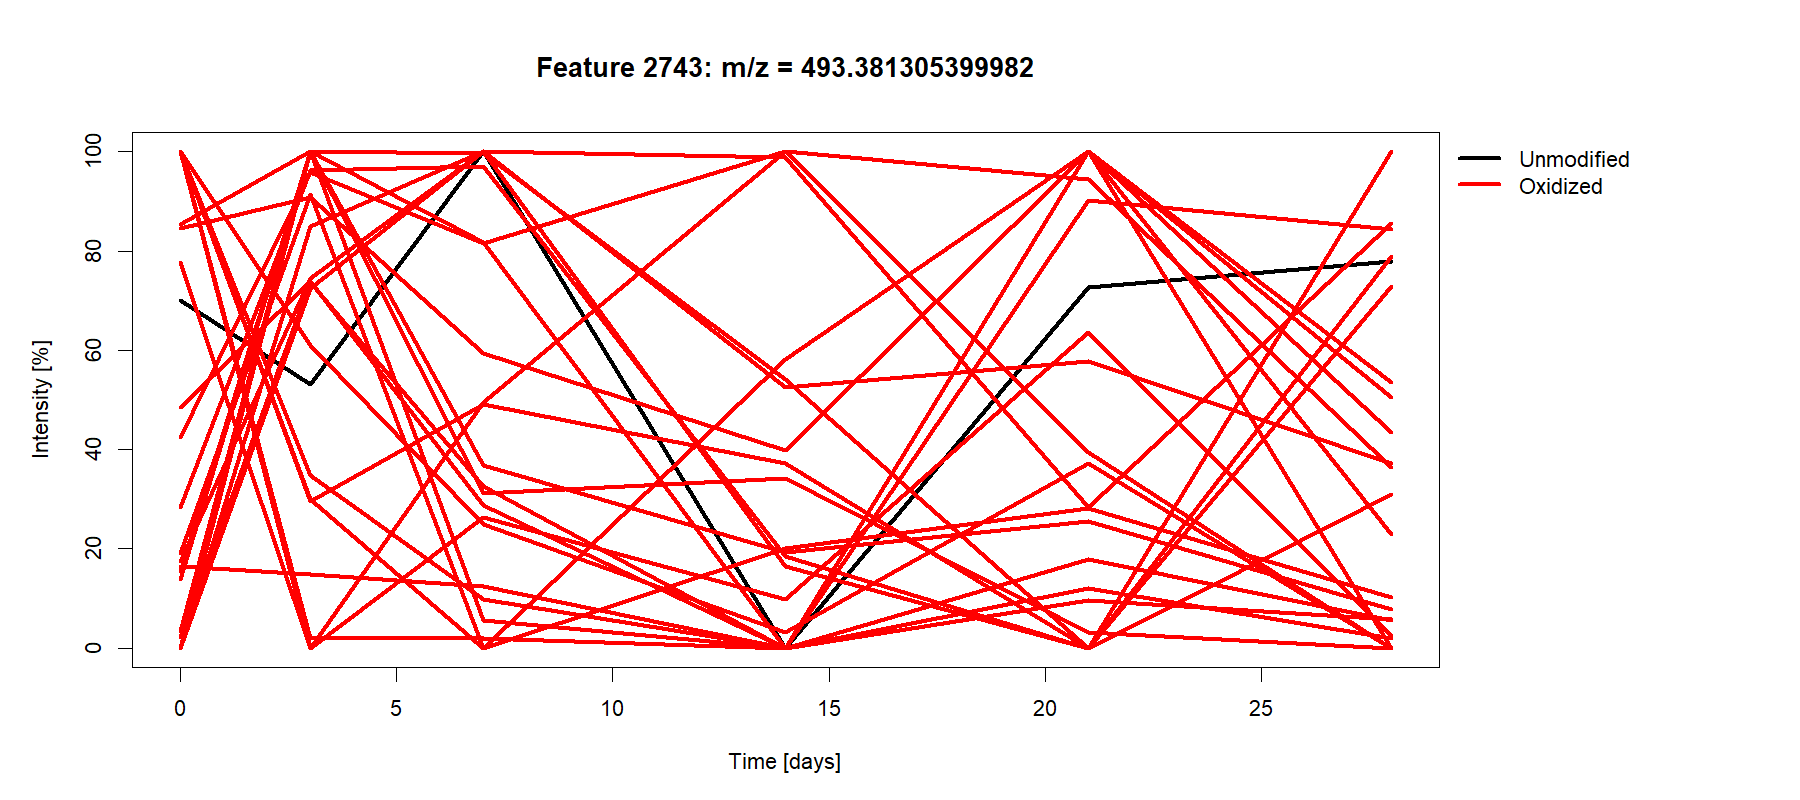 Feature 2743: m/z = 493.381305399982
Unmodified
Oxidized
Intensity [%]
100
80
60
40
20
0
0 5 10 15 20 25
Time [days]